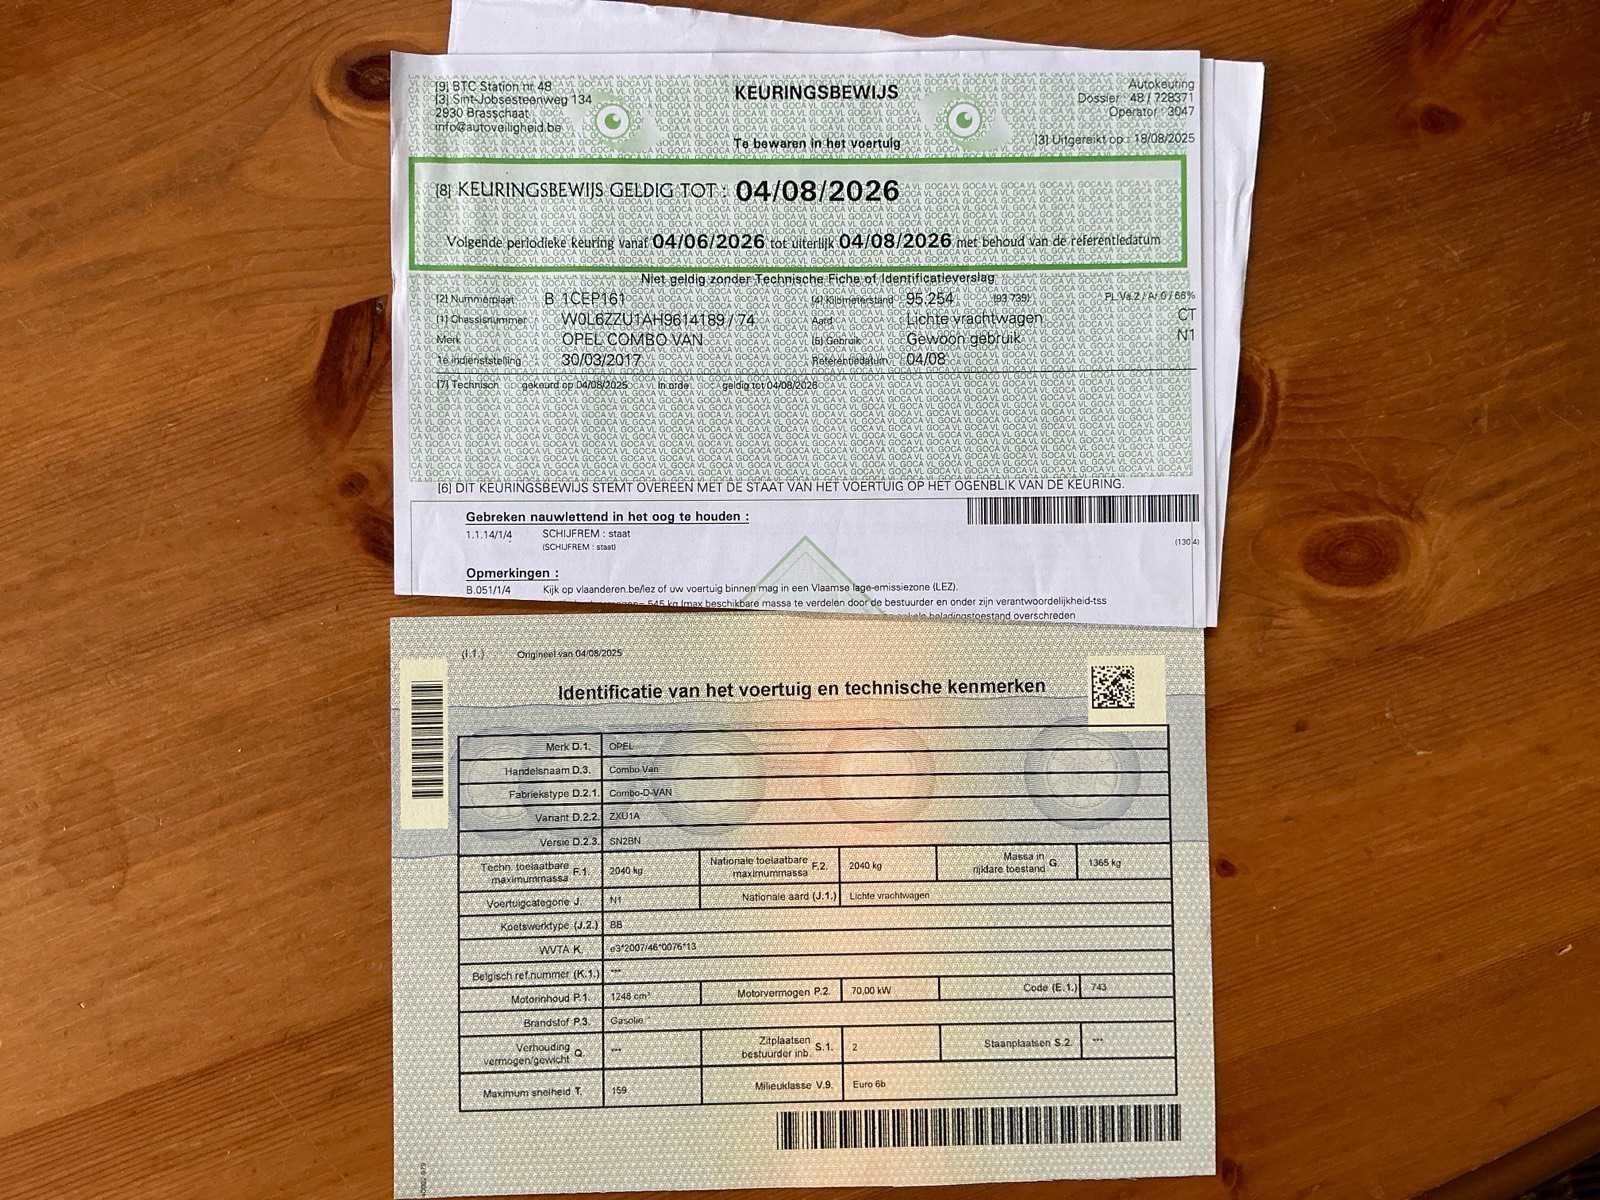 [9] BTC Station nr 48
[3] Sint-Jobsesteenweg 134
2930 Brasschaat
info@autoveiligheid.be
KEURINGSBEWIJS
Te bewaren in het voertuig
Autokeuring
Dossier : 48 / 728371
Operator : 3047
[3] Uitgereikt op : 18/08/2025
[8] KEURINGSBEWIJS GELDIG TOT : 04/08/2026
Volgende periodieke keuring vanaf 04/06/2026 tot uiterlijk 04/08/2026 met behoud van de referentiedatum
Niet geldig zonder Technische Fiche of Identificatieverslag
[2] Nummerplaat B 1CEP161 [4] Kilometerstand 95.254 (93 739) PL.Va.Z / Ar.0 / 66%
[1] Chassisnummer W0L6ZZU1AH9614189 / 74 Aard Lichte vrachtwagen CT
Merk OPEL COMBO VAN [5] Gebruik Gewoon gebruik N1
1e indienststelling 30/03/2017 Referentiedatum 04/08
[7] Technisch gekeurd op 04/08/2025 In orde geldig tot 04/08/2026
[6] DIT KEURINGSBEWIJS STEMT OVEREEN MET DE STAAT VAN HET VOERTUIG OP HET OGENBLIK VAN DE KEURING.
Gebreken nauwlettend in het oog te houden :
1.1.14/1/4 SCHIJFREM : staat
(SCHIJFREM : staat)
(130 4)
Opmerkingen :
B.051/1/4 Kijk op vlaanderen.be/lez of uw voertuig binnen mag in een Vlaamse lage-emissiezone (LEZ).
= 545 kg (max beschikbare massa te verdelen door de bestuurder en onder zijn verantwoordelijkheid-tss
beladingstoestand overschreden
(I.1.) Origineel van 04/08/2025
Identificatie van het voertuig en technische kenmerken
Merk D.1. OPEL
Handelsnaam D.3. Combo Van
Fabriekstype D.2.1. Combo-D-VAN
Variant D.2.2. ZXU1A
Versie D.2.3. SN2BN
Techn. toelaatbare maximummassa F.1. 2040 kg Nationale toelaatbare maximummassa F.2. 2040 kg Massa in rijklare toestand G. 1365 kg
Voertuigcategorie J. N1 Nationale aard (J.1.) Lichte vrachtwagen
Koetswerktype (J.2.) BB
WVTA K. e3*2007/46*0076*13
Belgisch ref.nummer (K.1.) ***
Motorinhoud P.1. 1248 cm³ Motorvermogen P.2. 70,00 kW Code (E.1.) 743
Brandstof P.3. Gasolie
Verhouding vermogen/gewicht Q. *** Zitplaatsen bestuurder inb. S.1. 2 Staanplaatsen S.2. ***
Maximum snelheid T. 159 Milieuklasse V.9. Euro 6b